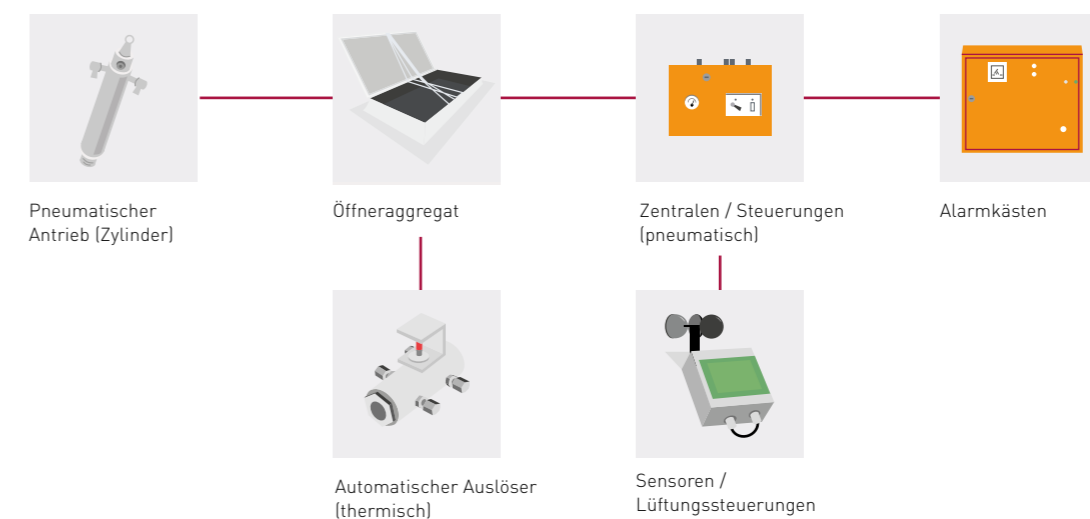 Pneumatischer
Antrieb (Zylinder)
Öffneraggregat
Zentralen / Steuerungen
(pneumatisch)
Alarmkästen
Automatischer Auslöser
(thermisch)
Sensoren /
Lüftungssteuerungen